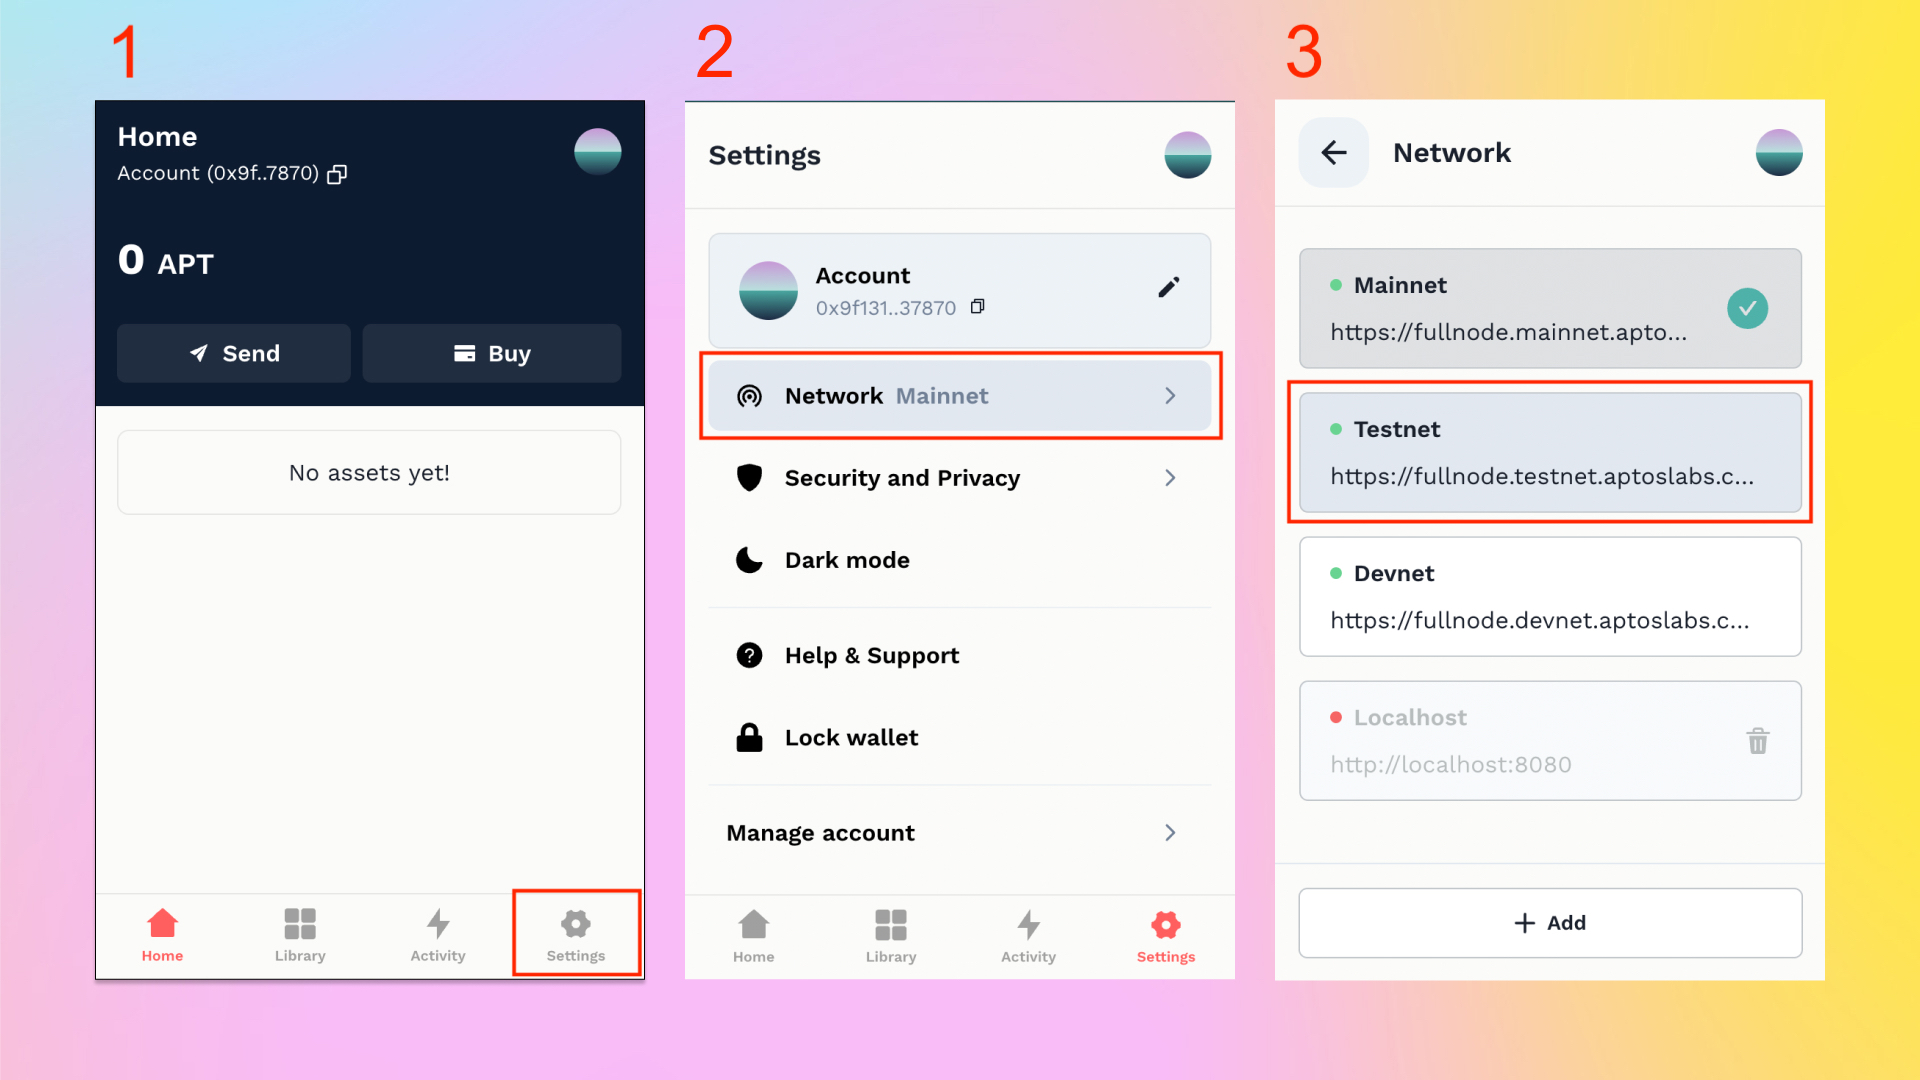 1
Home
Account (0x9f..7870)
0 APT
Send
Buy
No assets yet!
Home
Library
Activity
Settings
2
Settings
Account
0x9f131..37870
Network Mainnet
Security and Privacy
Dark mode
Help & Support
Lock wallet
Manage account
Home
Library
Activity
Settings
3
Network
Mainnet
https://fullnode.mainnet.apto...
Testnet
https://fullnode.testnet.aptoslabs.c...
Devnet
https://fullnode.devnet.aptoslabs.c...
Localhost
http://localhost:8080
+ Add